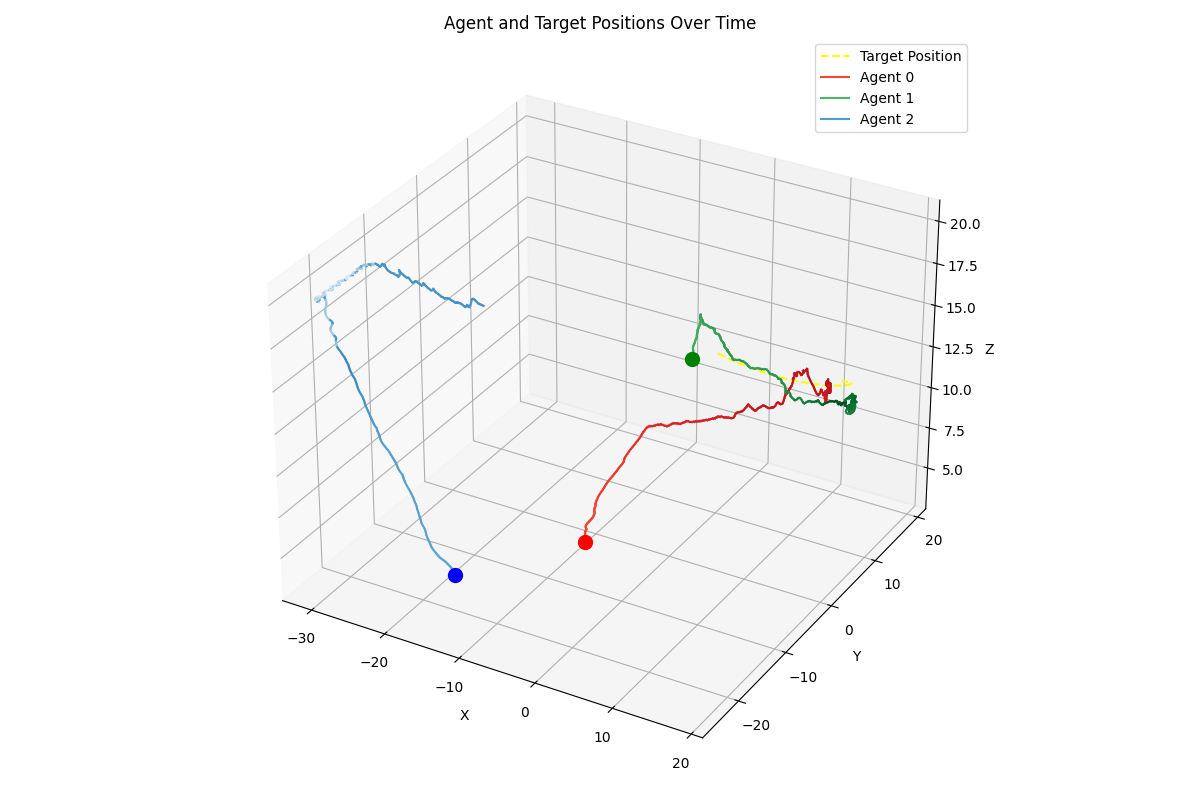 Agent and Target Positions Over Time
Target Position
Agent 0
Agent 1
Agent 2
20.0
17.5
15.0
12.5
Z
10.0
7.5
5.0
20
10
0
Y
−10
−20
−30
−20
−10
X
0
10
20